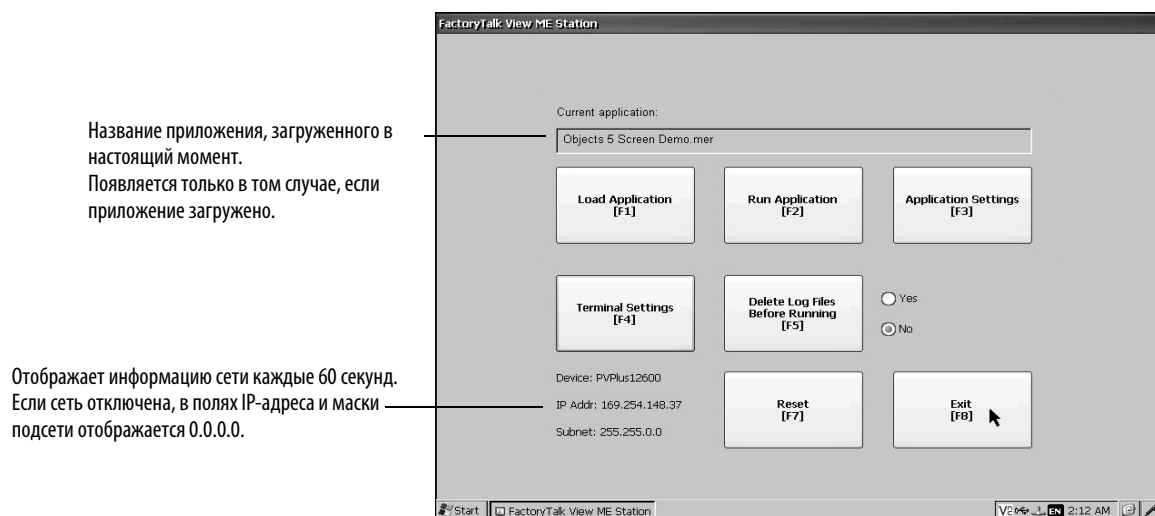 FactoryTalk View ME Station
Название приложения, загруженного в
настоящий момент.
Появляется только в том случае, если
приложение загружено.
Current application:
Objects 5 Screen Demo.mer
Load Application
[F1]
Run Application
[F2]
Application Settings
[F3]
Terminal Settings
[F4]
Delete Log Files
Before Running
[F5]
Yes
No
Отображает информацию сети каждые 60 секунд.
Если сеть отключена, в полях IP-адреса и маски
подсети отображается 0.0.0.0.
Device: PVPlus12600
IP Addr: 169.254.148.37
Subnet: 255.255.0.0
Reset
[F7]
Exit
[F8]
Start
FactoryTalk View ME Station
EN
2:12 AM